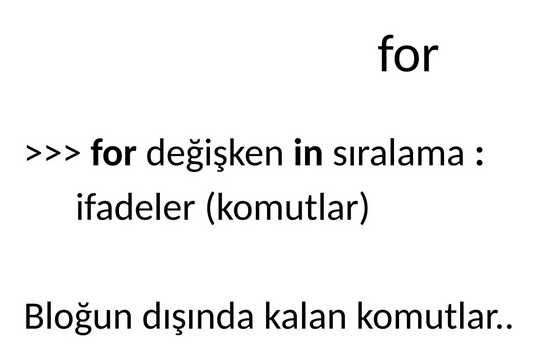 for
>>> for değişken in sıralama :
ifadeler (komutlar)
Bloğun dışında kalan komutlar..